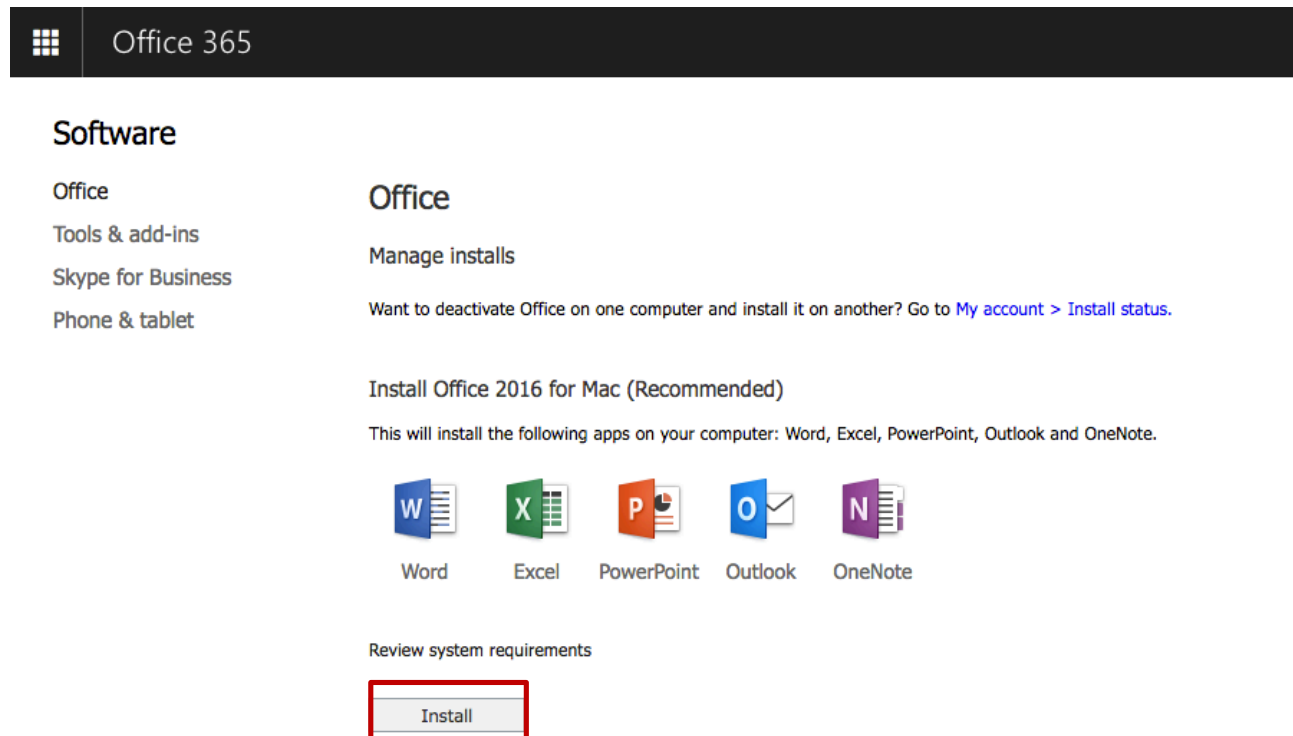 Office 365
Software
Office
Tools & add-ins
Skype for Business
Phone & tablet
Office
Manage installs
Want to deactivate Office on one computer and install it on another? Go to My account > Install status.
Install Office 2016 for Mac (Recommended)
This will install the following apps on your computer: Word, Excel, PowerPoint, Outlook and OneNote.
W X P O N
Word Excel PowerPoint Outlook OneNote
Review system requirements
Install